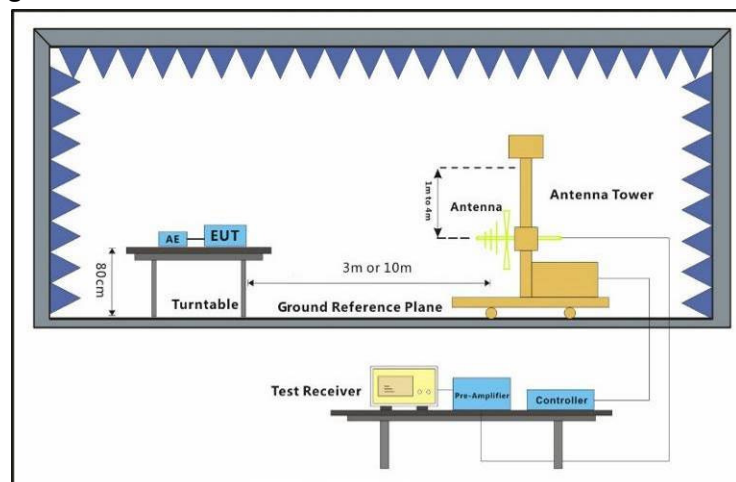 1m to 4m
Antenna
Antenna Tower
AE
EUT
80cm
3m or 10m
Turntable
Ground Reference Plane
Test Receiver
Pre-Amplifier
Controller